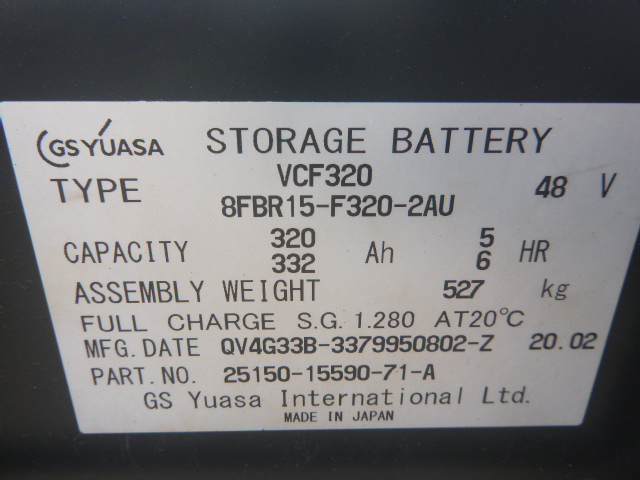 GS YUASA STORAGE BATTERY
TYPE VCF320 48 V
8FBR15-F320-2AU
CAPACITY 320 Ah 5 HR
332 6
ASSEMBLY WEIGHT 527 kg
FULL CHARGE S.G. 1.280 AT20℃
MFG. DATE QV4G33B-3379950802-Z 20.02
PART. NO. 25150-15590-71-A
GS Yuasa International Ltd.
MADE IN JAPAN